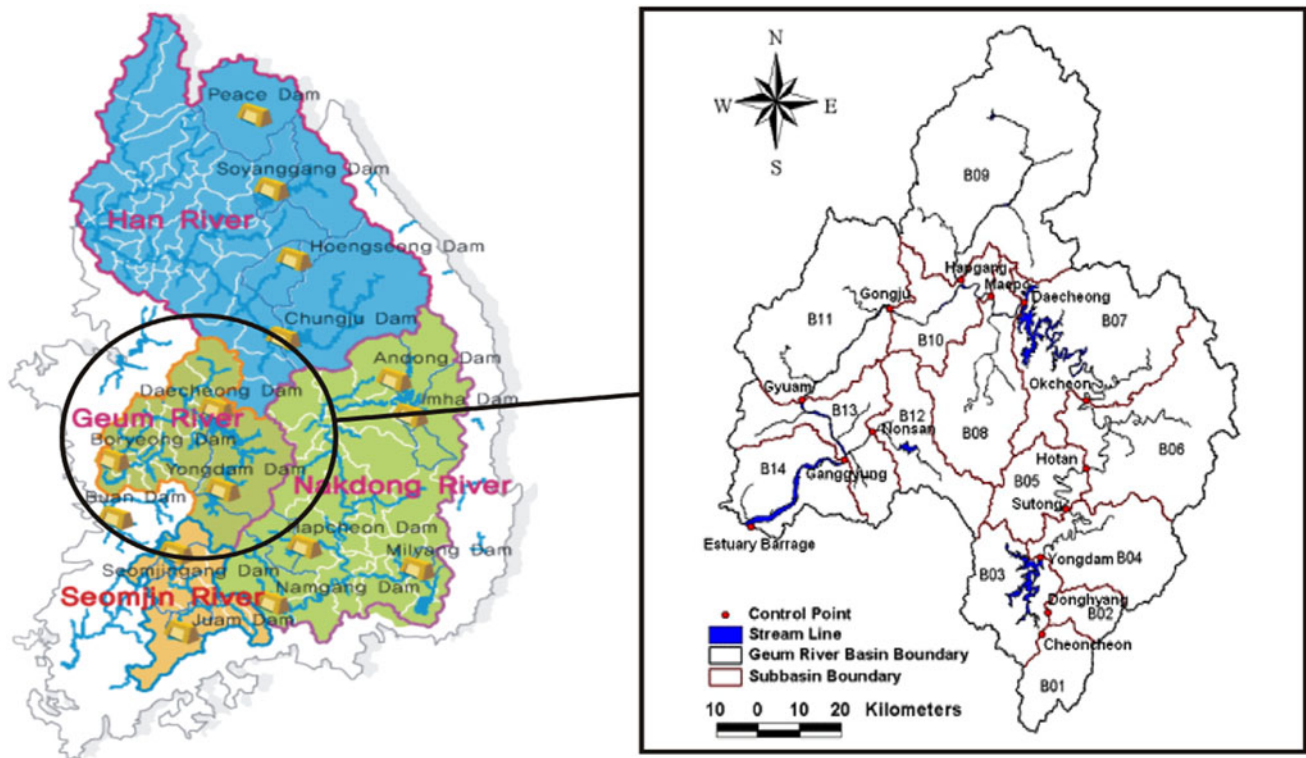 Peace Dam
Soyanggang Dam
Han River
Hoengseong Dam
Chungju Dam
Andong Dam
Daecheong Dam
Imha Dam
Geum River
Boryeong Dam
Yongdam Dam
Nakdong River
Buan Dam
Hapcheon Dam
Milyang Dam
Seomjingang Dam
Namgang Dam
Seomjin River
Juam Dam
N
W E
S
B09
Hapgang
Maepo
Gongju
Daecheong
B11
B07
B10
Okcheon
Gyuam
B13
B12
Nonsan
B08
B06
B14
Ganggyung
Hotan
B05
Sutong
Estuary Barrage
Yongdam
B04
B03
Donghyang
B02
Cheoncheon
B01
Control Point
Stream Line
Geum River Basin Boundary
Subbasin Boundary
10 0 10 20 Kilometers